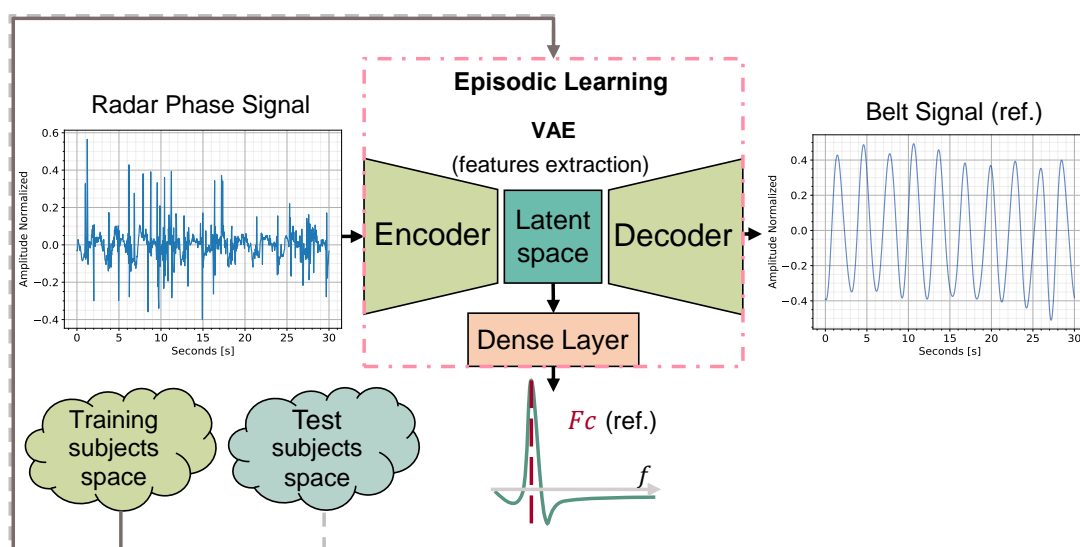 Episodic Learning
Radar Phase Signal
VAE
(features extraction)
Belt Signal (ref.)
0.6
0.4
0.2
0.0
−0.2
−0.4
Amplitude Normalized
0
5
10
15
20
25
30
Seconds [s]
Encoder
Latent
space
Decoder
Dense Layer
0.4
0.2
0.0
−0.2
−0.4
Amplitude Normalized
0
5
10
15
20
25
30
Seconds [s]
Training
subjects
space
Test
subjects
space
Fc (ref.)
f